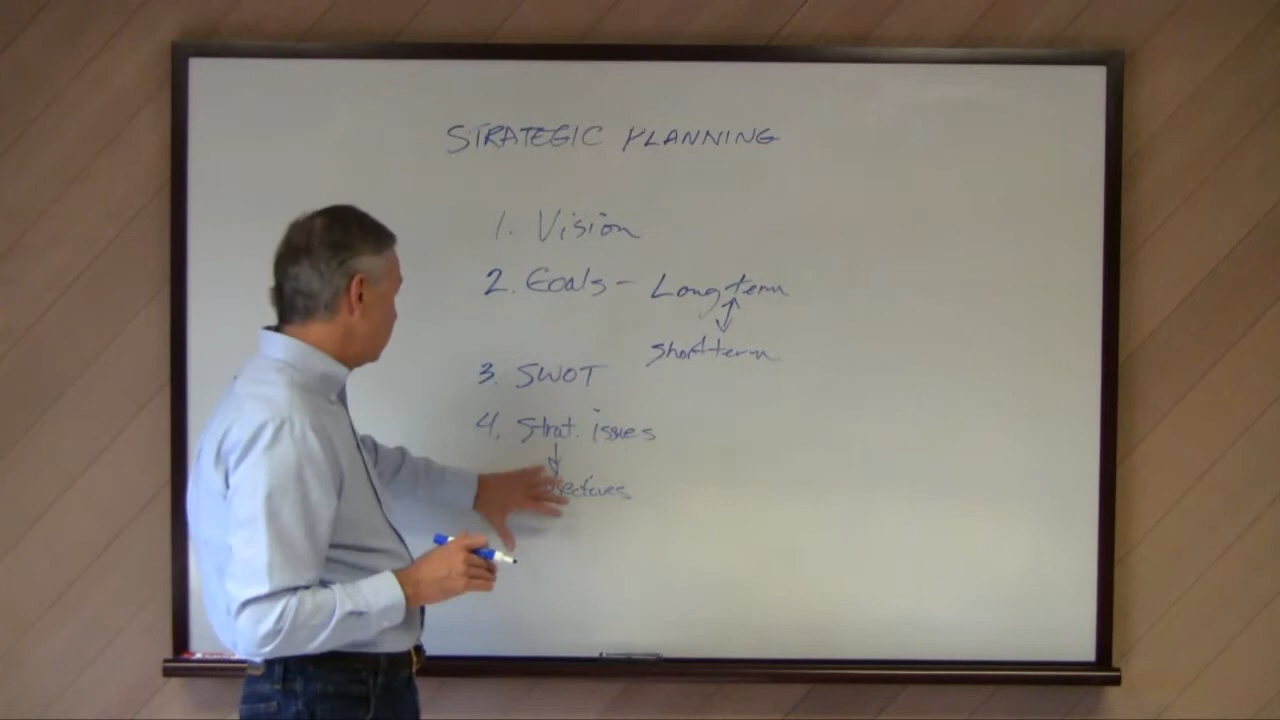 STRATEGIC PLANNING
1. Vision
2. Goals - Long term
short term
3. SWOT
4. Strat. issues